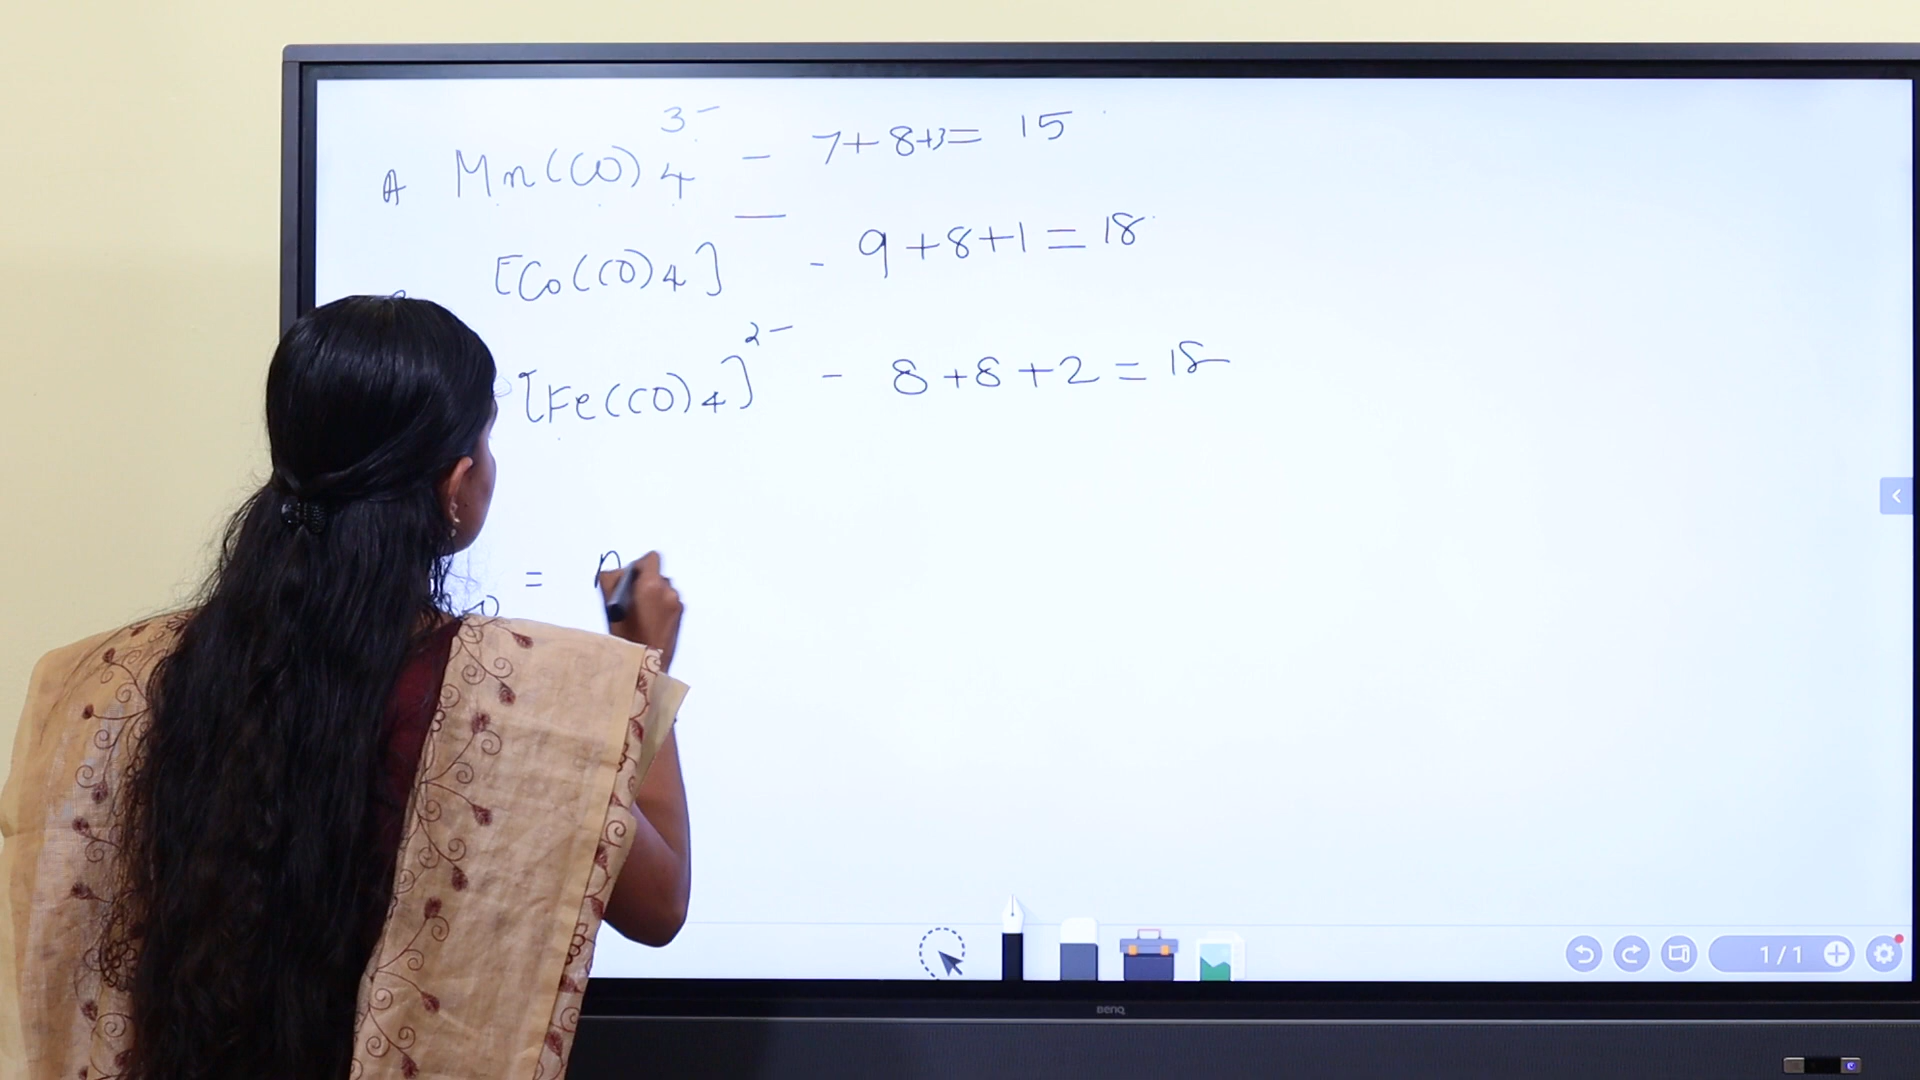 A Mn(CO)4 3- - 7+8+3= 15
[Co(CO)4] - 9+8+1=18
[Fe(CO)4]2- - 8+8+2=18
=
1/1
BenQ